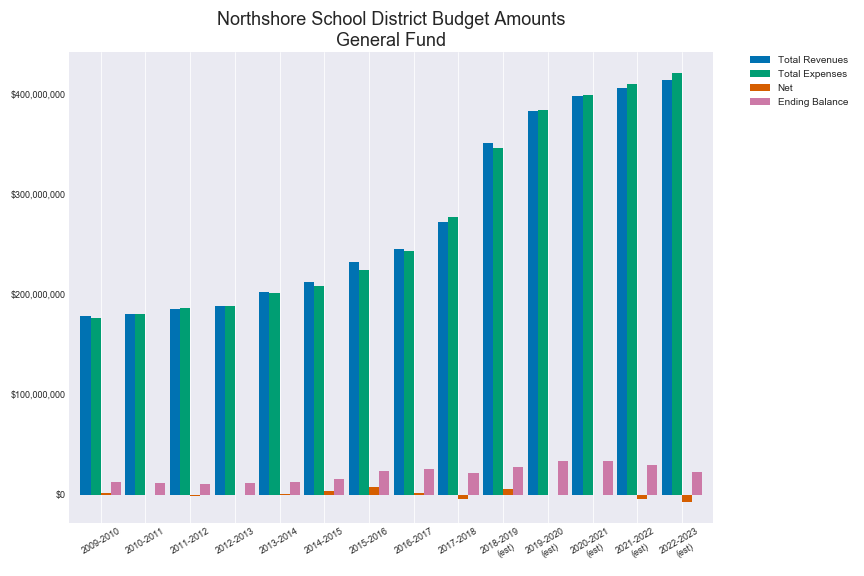 Northshore School District Budget Amounts
General Fund
Total Revenues
Total Expenses
Net
Ending Balance
$400,000,000
$300,000,000
$200,000,000
$100,000,000
$0
2009-2010
2010-2011
2011-2012
2012-2013
2013-2014
2014-2015
2015-2016
2016-2017
2017-2018
2018-2019
(est)
2019-2020
(est)
2020-2021
(est)
2021-2022
(est)
2022-2023
(est)